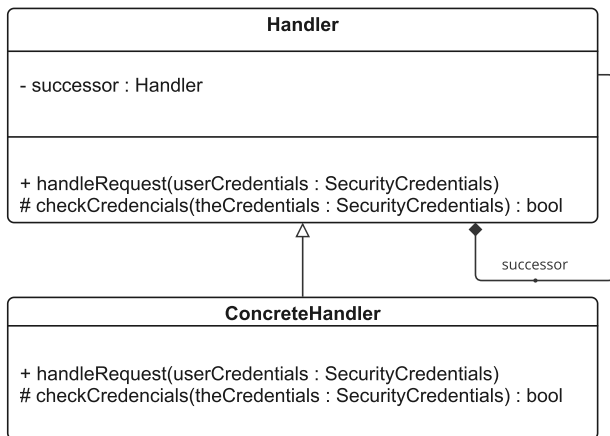 Handler
- successor : Handler
+ handleRequest(userCredentials : SecurityCredentials)
# checkCredencials(theCredentials : SecurityCredentials) : bool
successor
ConcreteHandler
+ handleRequest(userCredentials : SecurityCredentials)
# checkCredencials(theCredentials : SecurityCredentials) : bool